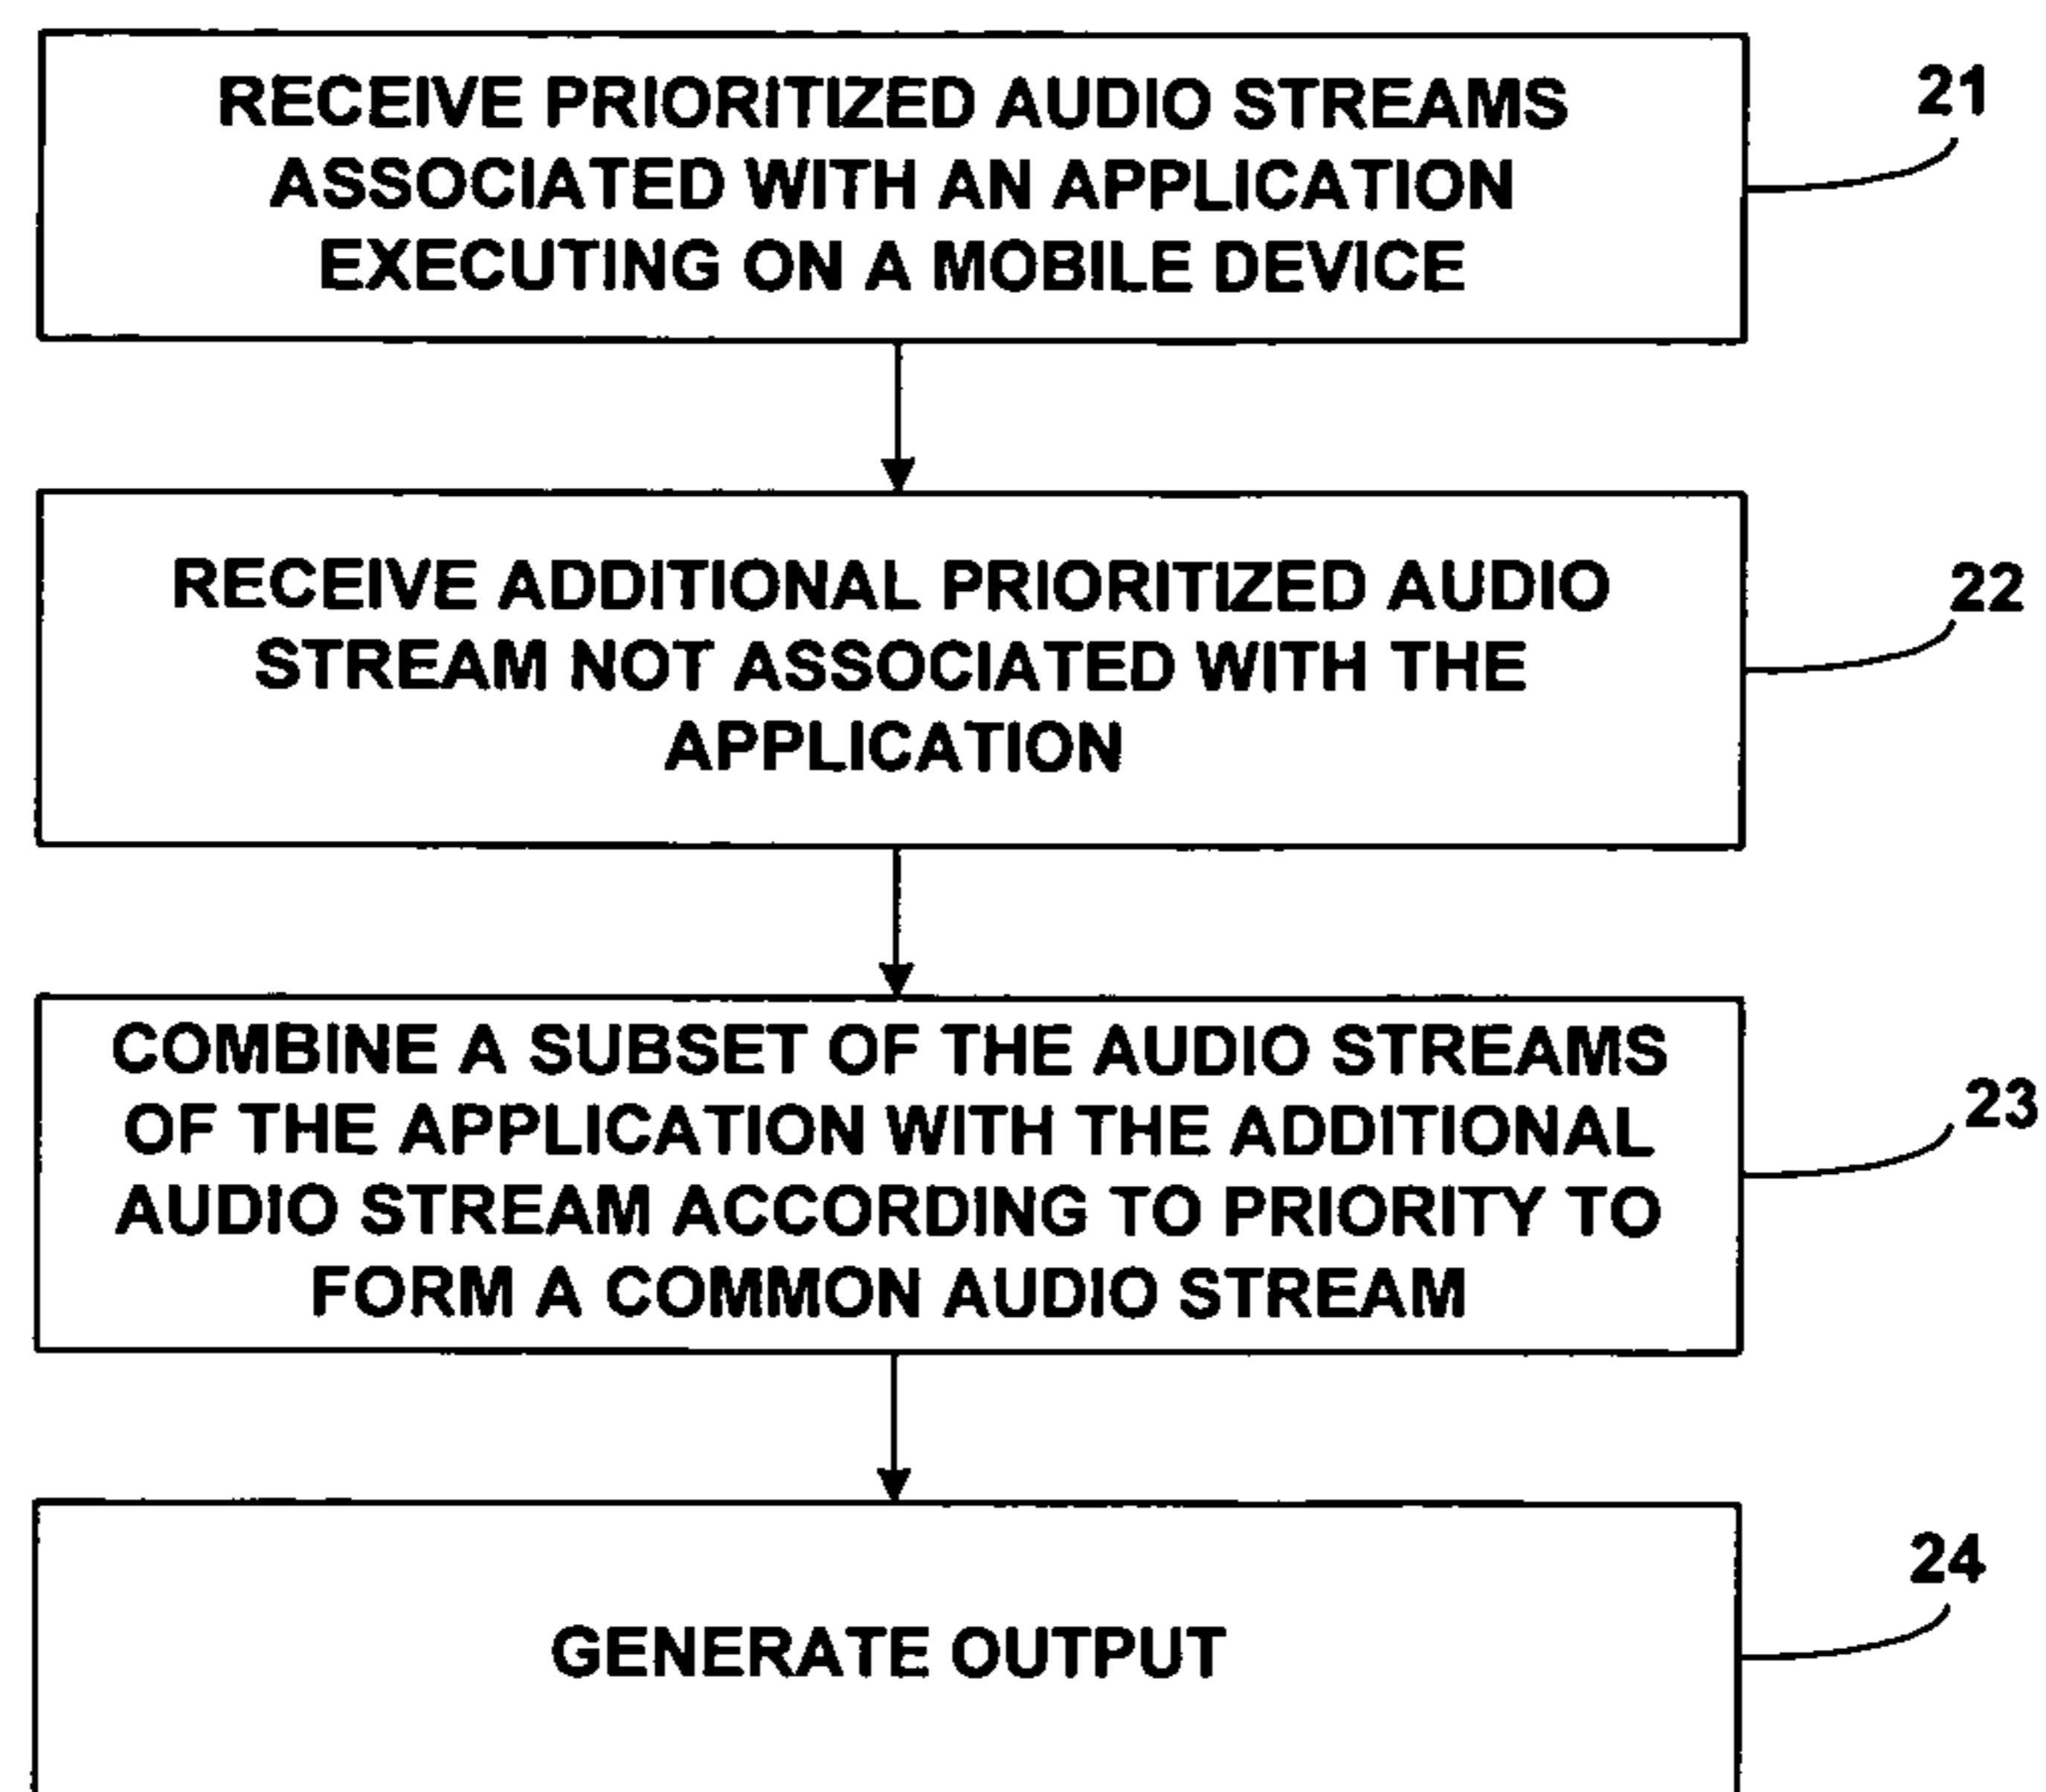 RECEIVE PRIORITIZED AUDIO STREAMS
ASSOCIATED WITH AN APPLICATION
EXECUTING ON A MOBILE DEVICE
21
RECEIVE ADDITIONAL PRIORITIZED AUDIO
STREAM NOT ASSOCIATED WITH THE
APPLICATION
22
COMBINE A SUBSET OF THE AUDIO STREAMS
OF THE APPLICATION WITH THE ADDITIONAL
AUDIO STREAM ACCORDING TO PRIORITY TO
FORM A COMMON AUDIO STREAM
23
GENERATE OUTPUT
24